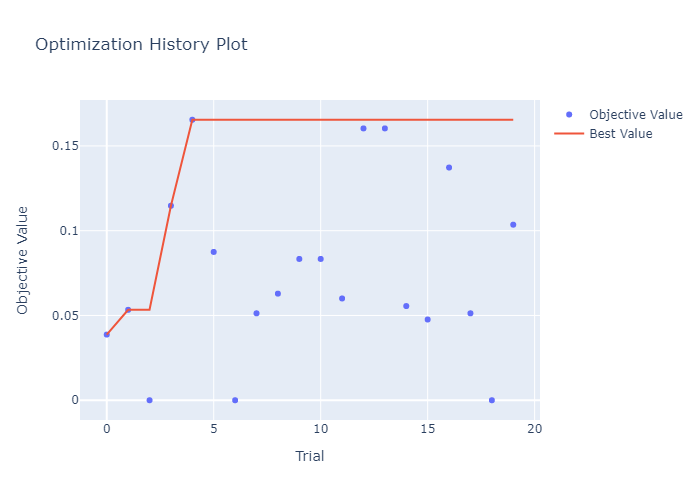 Optimization History Plot
Objective Value
Best Value
0.15
0.1
0.05
0
Objective Value
0
5
10
15
20
Trial